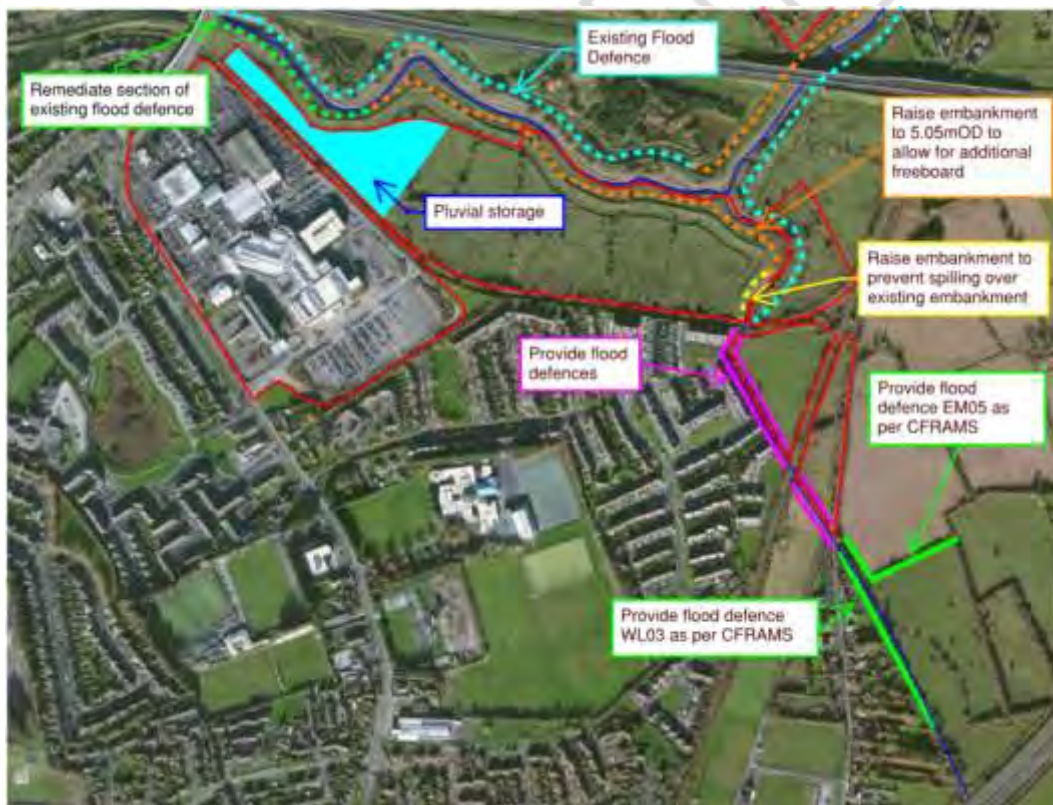 Existing Flood
Defence
Remediate section of
existing flood defence
Raise embankment
to 5.05mOD to
allow for additional
freeboard
Pluvial storage
Raise embankment to
prevent spilling over
existing embankment
Provide flood
defences
Provide flood
defence EM05 as
per CFRAMS
Provide flood defence
WL03 as per CFRAMS